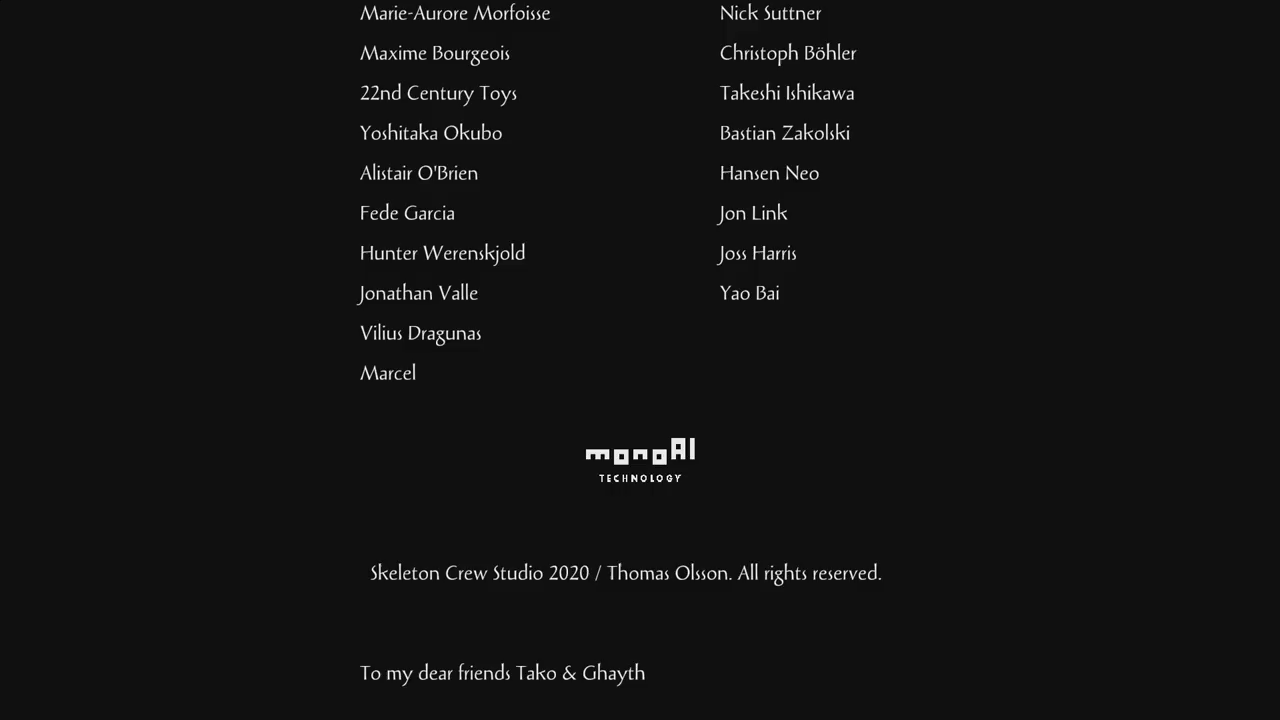 Marie-Aurore Morfoisse
Maxime Bourgeois
22nd Century Toys
Yoshitaka Okubo
Alistair O'Brien
Fede Garcia
Hunter Werenskjold
Jonathan Valle
Vilius Dragunas
Marcel
Nick Suttner
Christoph Böhler
Takeshi Ishikawa
Bastian Zakolski
Hansen Neo
Jon Link
Joss Harris
Yao Bai
monoAI
TECHNOLOGY
Skeleton Crew Studio 2020 / Thomas Olsson. All rights reserved.
To my dear friends Tako & Ghayth